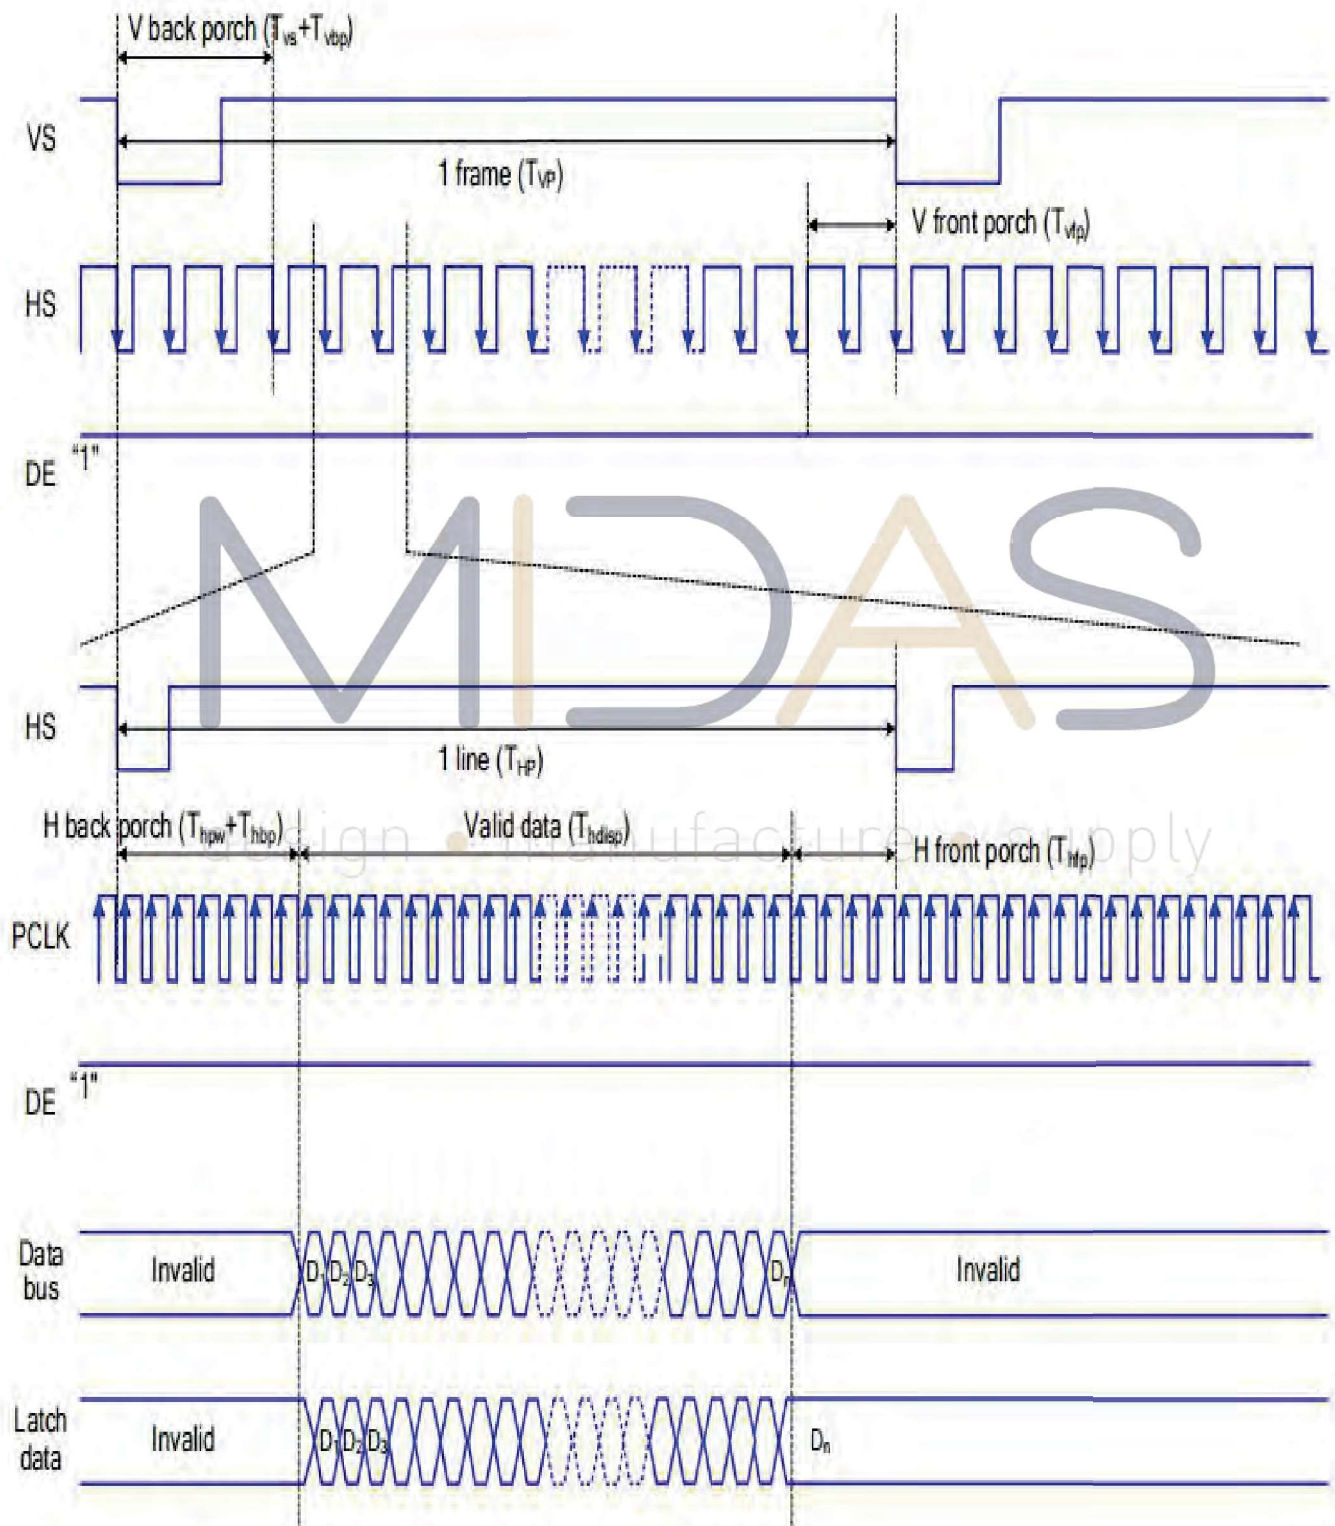 V back porch (Tvs+Tvbp)
VS
1 frame (TVP)
V front porch (Tvfp)
HS
DE "1"
MIDAS
HS
1 line (THP)
design • manufacture • supply
H back porch (Thpw+Thbp)
Valid data (Thdisp)
H front porch (Thfp)
PCLK
DE "1"
Data
bus
Invalid
D1 D2 D3
Dn
Invalid
Latch
data
Invalid
D1 D2 D3
Dn